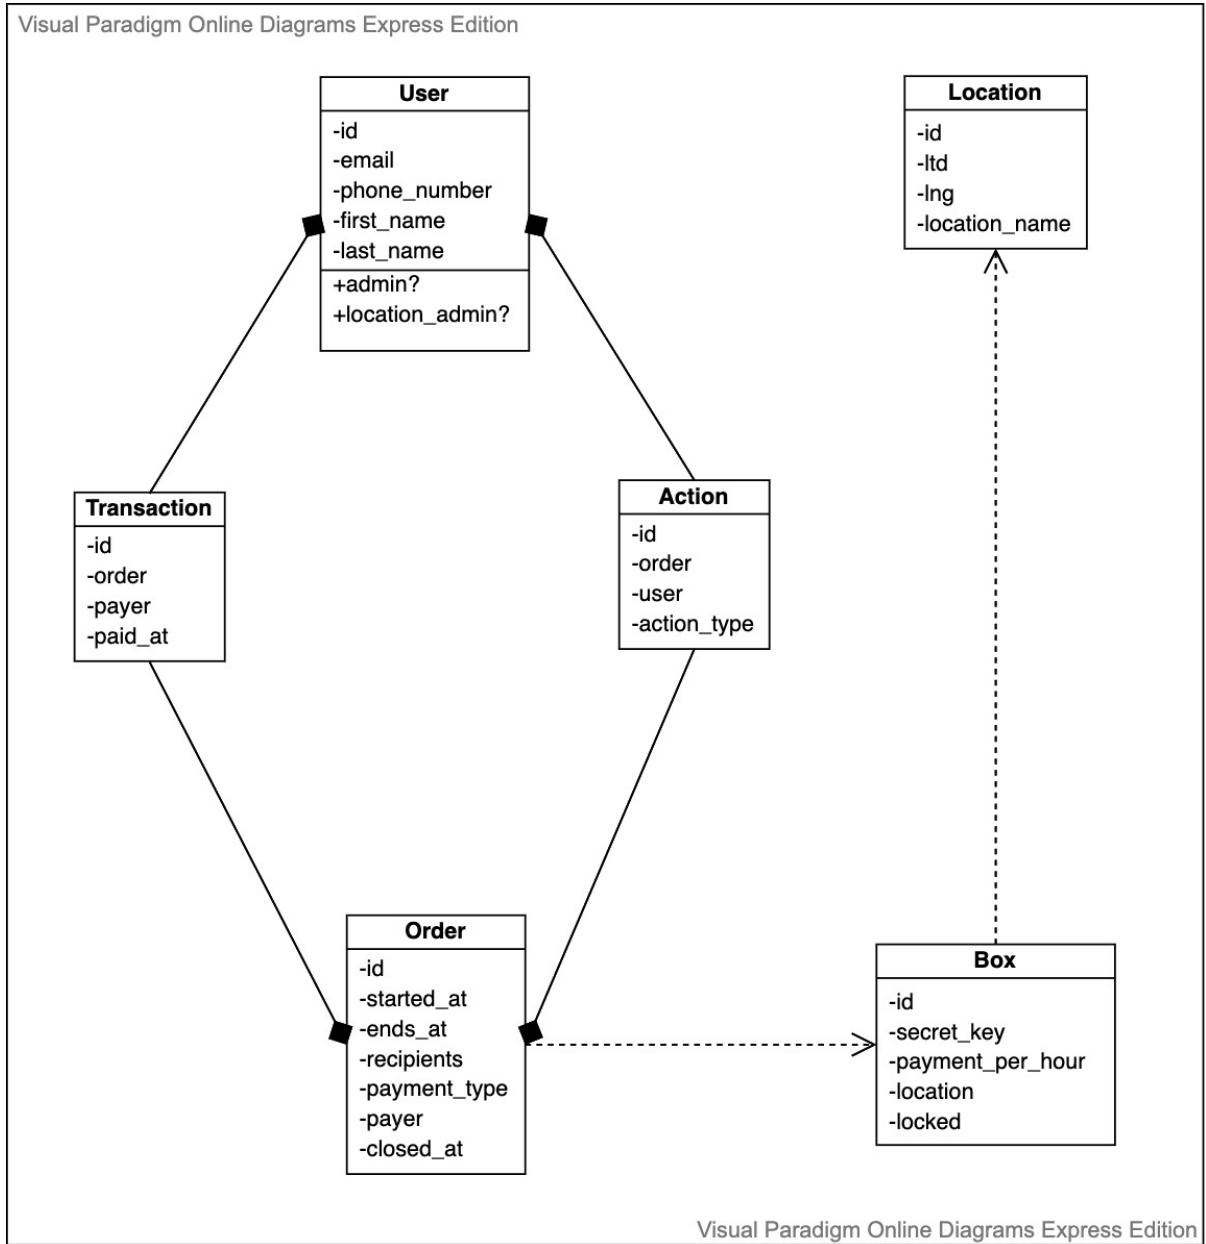 Visual Paradigm Online Diagrams Express Edition
User
-id
-email
-phone_number
-first_name
-last_name
+admin?
+location_admin?
Location
-id
-ltd
-lng
-location_name
Transaction
-id
-order
-payer
-paid_at
Action
-id
-order
-user
-action_type
Order
-id
-started_at
-ends_at
-recipients
-payment_type
-payer
-closed_at
Box
-id
-secret_key
-payment_per_hour
-location
-locked
Visual Paradigm Online Diagrams Express Edition